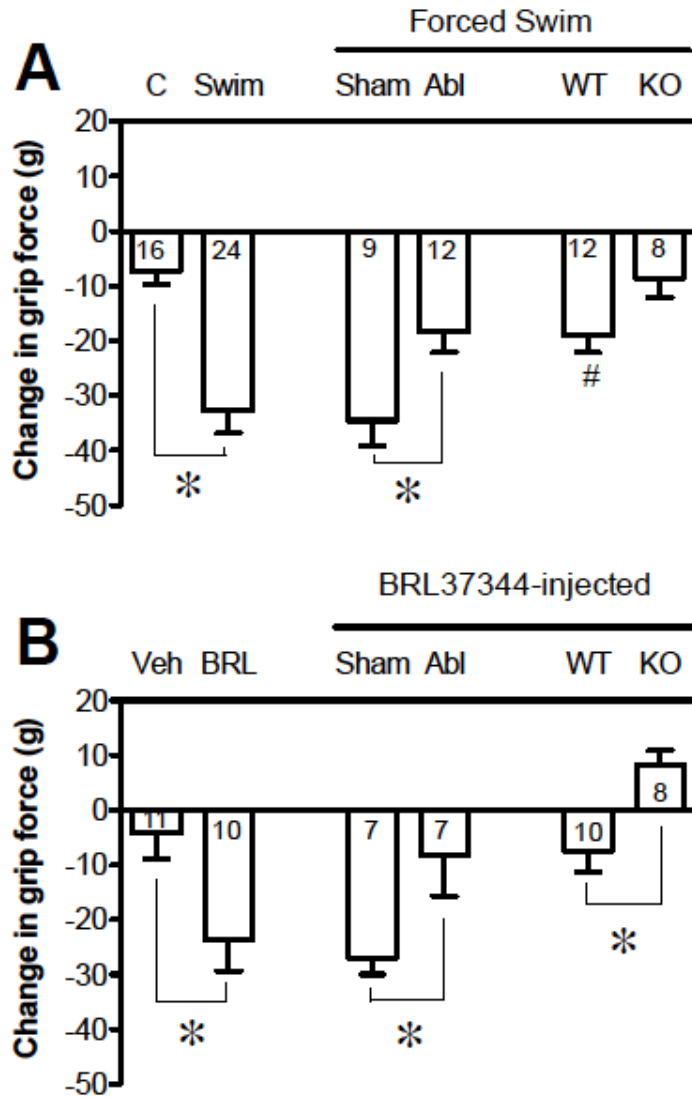 Forced Swim
A
C Swim Sham Abl WT KO
20
10
0
-10
-20
-30
-40
-50
Change in grip force (g)
16 24 9 12 12 8
#
* *
BRL37344-injected
B
Veh BRL Sham Abl WT KO
20
10
0
-10
-20
-30
-40
-50
Change in grip force (g)
11 10 7 7 10 8
* * *